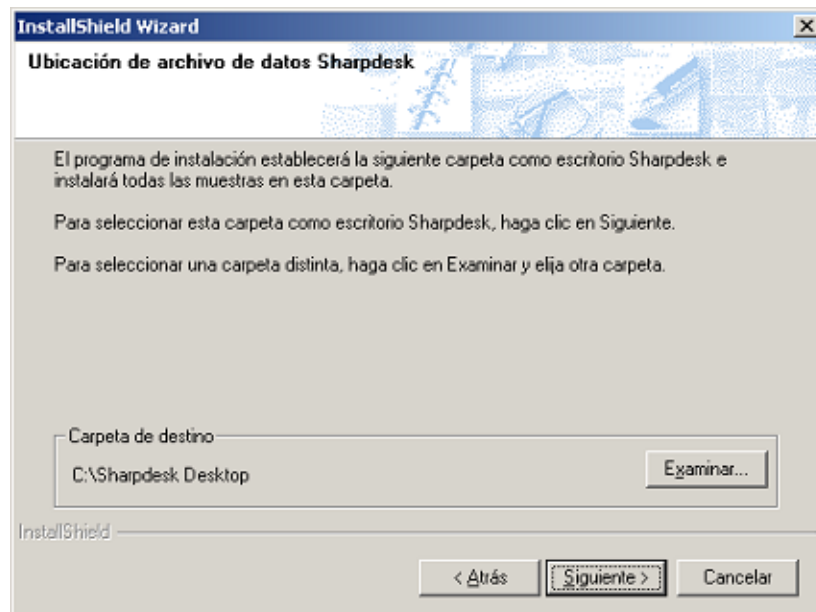 InstallShield Wizard
Ubicación de archivo de datos Sharpdesk
El programa de instalación establecerá la siguiente carpeta como escritorio Sharpdesk e
instalará todas las muestras en esta carpeta.
Para seleccionar esta carpeta como escritorio Sharpdesk, haga clic en Siguiente.
Para seleccionar una carpeta distinta, haga clic en Examinar y elija otra carpeta.
Carpeta de destino
C:\Sharpdesk Desktop
Examinar...
InstallShield
< Atrás
Siguiente >
Cancelar